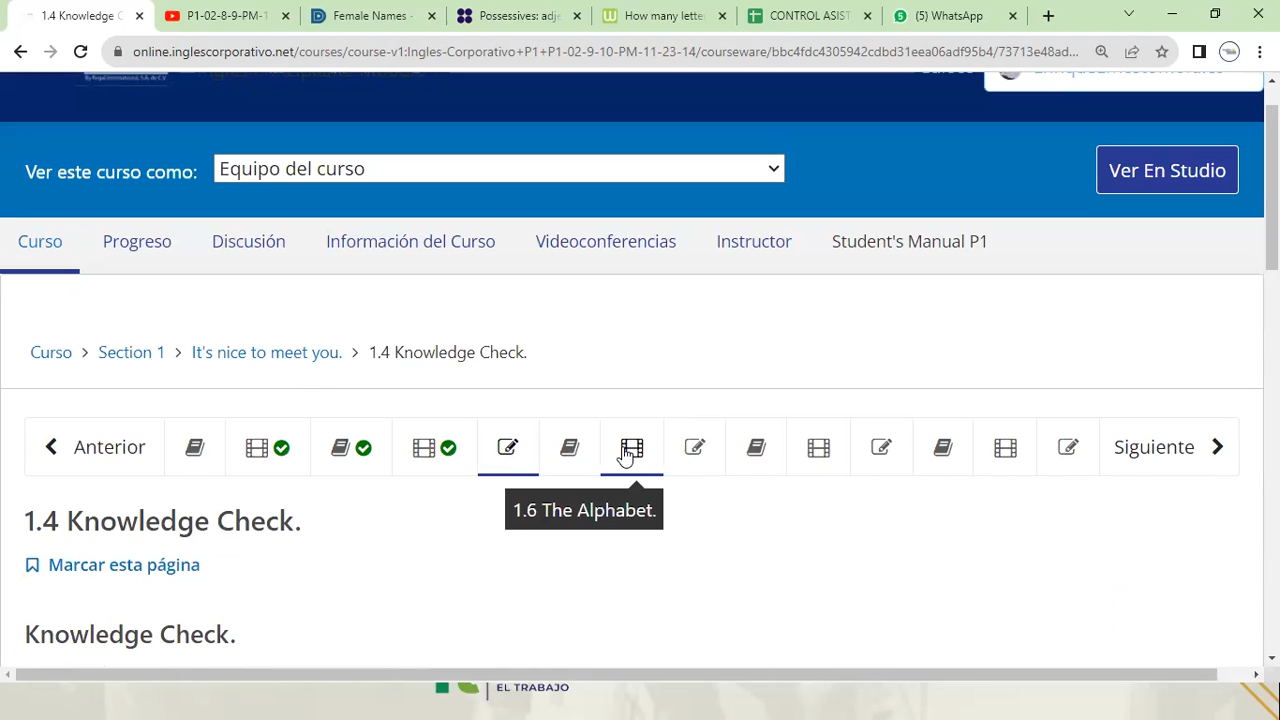 1.4 Knowledge C
P1-02-8-9-PM-1
Female Names -
Possessives: adje
How many letter
CONTROL ASIST
(5) WhatsApp
online.inglescorporativo.net/courses/course-v1:Ingles-Corporativo+P1+P1-02-9-10-PM-11-23-14/courseware/bbc4fdc4305942cdbd31eea06adf95b4/73713e48ad...
Ver este curso como:
Equipo del curso
Ver En Studio
Curso
Progreso
Discusión
Información del Curso
Videoconferencias
Instructor
Student's Manual P1
Curso > Section 1 > It's nice to meet you. > 1.4 Knowledge Check.
Anterior
Siguiente
1.6 The Alphabet.
1.4 Knowledge Check.
Marcar esta página
Knowledge Check.
EL TRABAJO